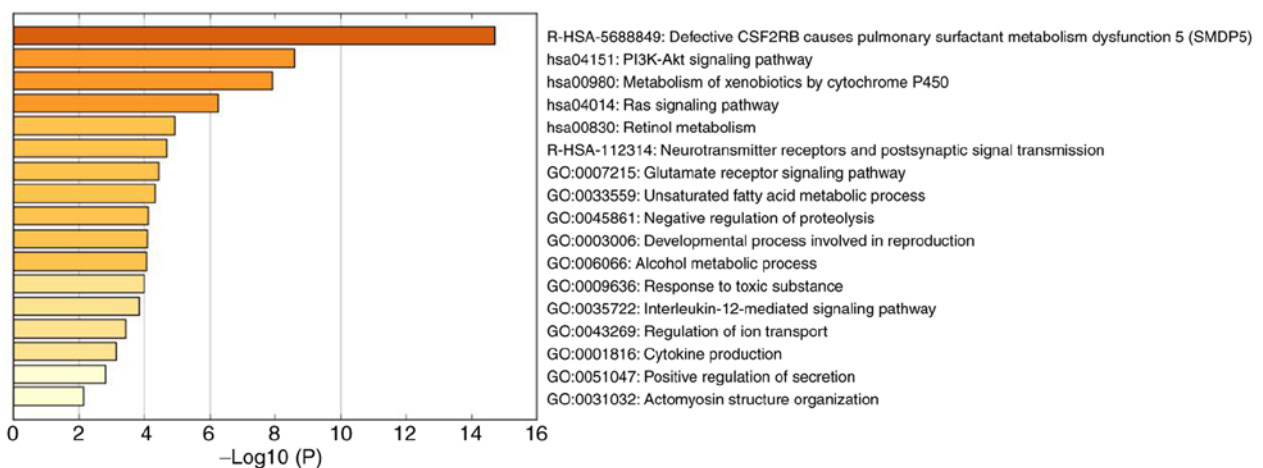 R-HSA-5688849: Defective CSF2RB causes pulmonary surfactant metabolism dysfunction 5 (SMDP5)
hsa04151: PI3K-Akt signaling pathway
hsa00980: Metabolism of xenobiotics by cytochrome P450
hsa04014: Ras signaling pathway
hsa00830: Retinol metabolism
R-HSA-112314: Neurotransmitter receptors and postsynaptic signal transmission
GO:0007215: Glutamate receptor signaling pathway
GO:0033559: Unsaturated fatty acid metabolic process
GO:0045861: Negative regulation of proteolysis
GO:0003006: Developmental process involved in reproduction
GO:006066: Alcohol metabolic process
GO:0009636: Response to toxic substance
GO:0035722: Interleukin-12-mediated signaling pathway
GO:0043269: Regulation of ion transport
GO:0001816: Cytokine production
GO:0051047: Positive regulation of secretion
GO:0031032: Actomyosin structure organization
0 2 4 6 8 10 12 14 16
–Log10 (P)